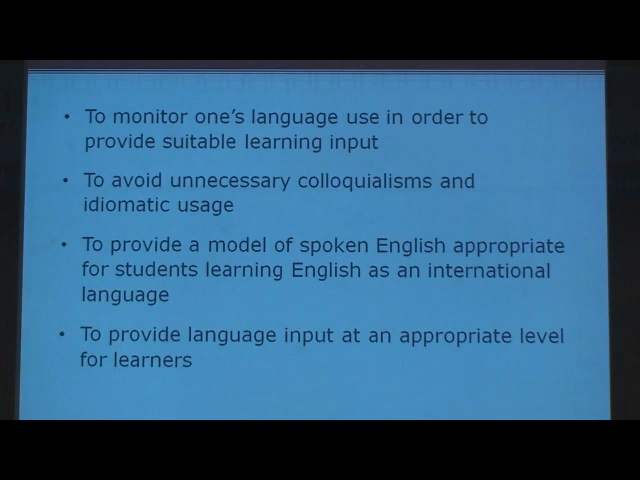 • To monitor one's language use in order to
provide suitable learning input
• To avoid unnecessary colloquialisms and
idiomatic usage
• To provide a model of spoken English appropriate
for students learning English as an international
language
• To provide language input at an appropriate level
for learners